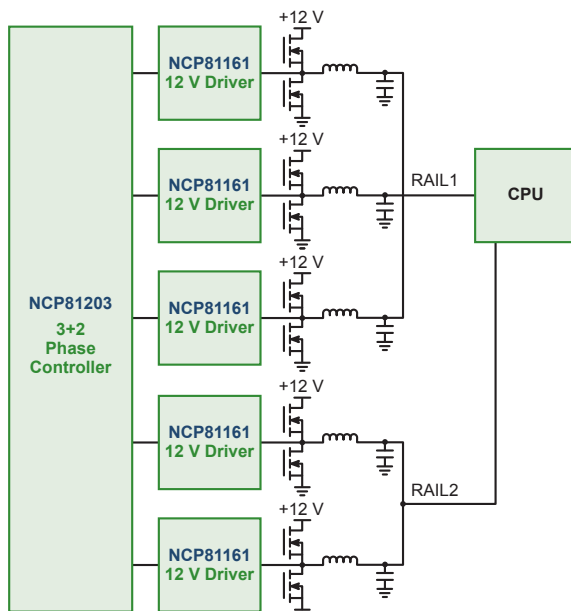 +12 V
NCP81161
12 V Driver
+12 V
NCP81161
12 V Driver
RAIL1
CPU
+12 V
NCP81203
3+2
Phase
Controller
NCP81161
12 V Driver
+12 V
NCP81161
12 V Driver
RAIL2
+12 V
NCP81161
12 V Driver